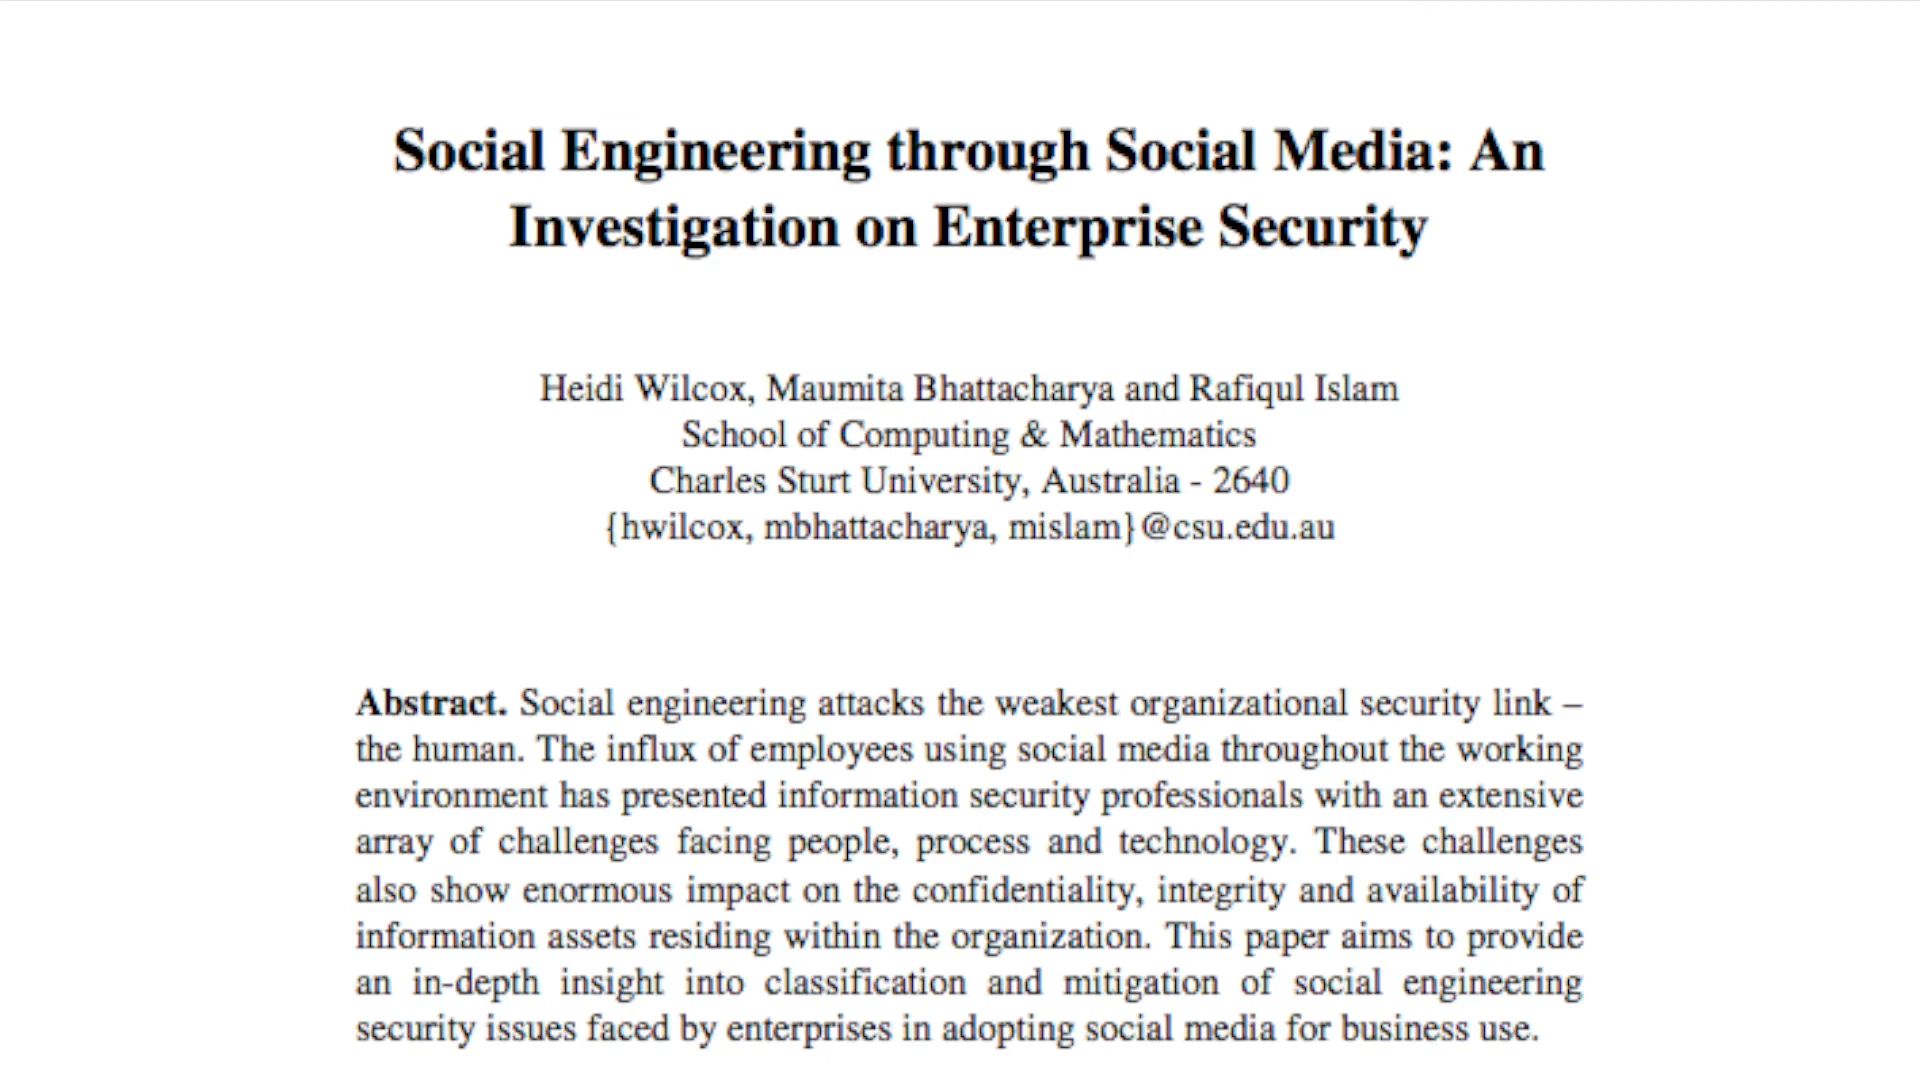 Social Engineering through Social Media: An
Investigation on Enterprise Security
Heidi Wilcox, Maumita Bhattacharya and Rafiqul Islam
School of Computing & Mathematics
Charles Sturt University, Australia - 2640
{hwilcox, mbhattacharya, mislam}@csu.edu.au
Abstract. Social engineering attacks the weakest organizational security link –
the human. The influx of employees using social media throughout the working
environment has presented information security professionals with an extensive
array of challenges facing people, process and technology. These challenges
also show enormous impact on the confidentiality, integrity and availability of
information assets residing within the organization. This paper aims to provide
an in-depth insight into classification and mitigation of social engineering
security issues faced by enterprises in adopting social media for business use.